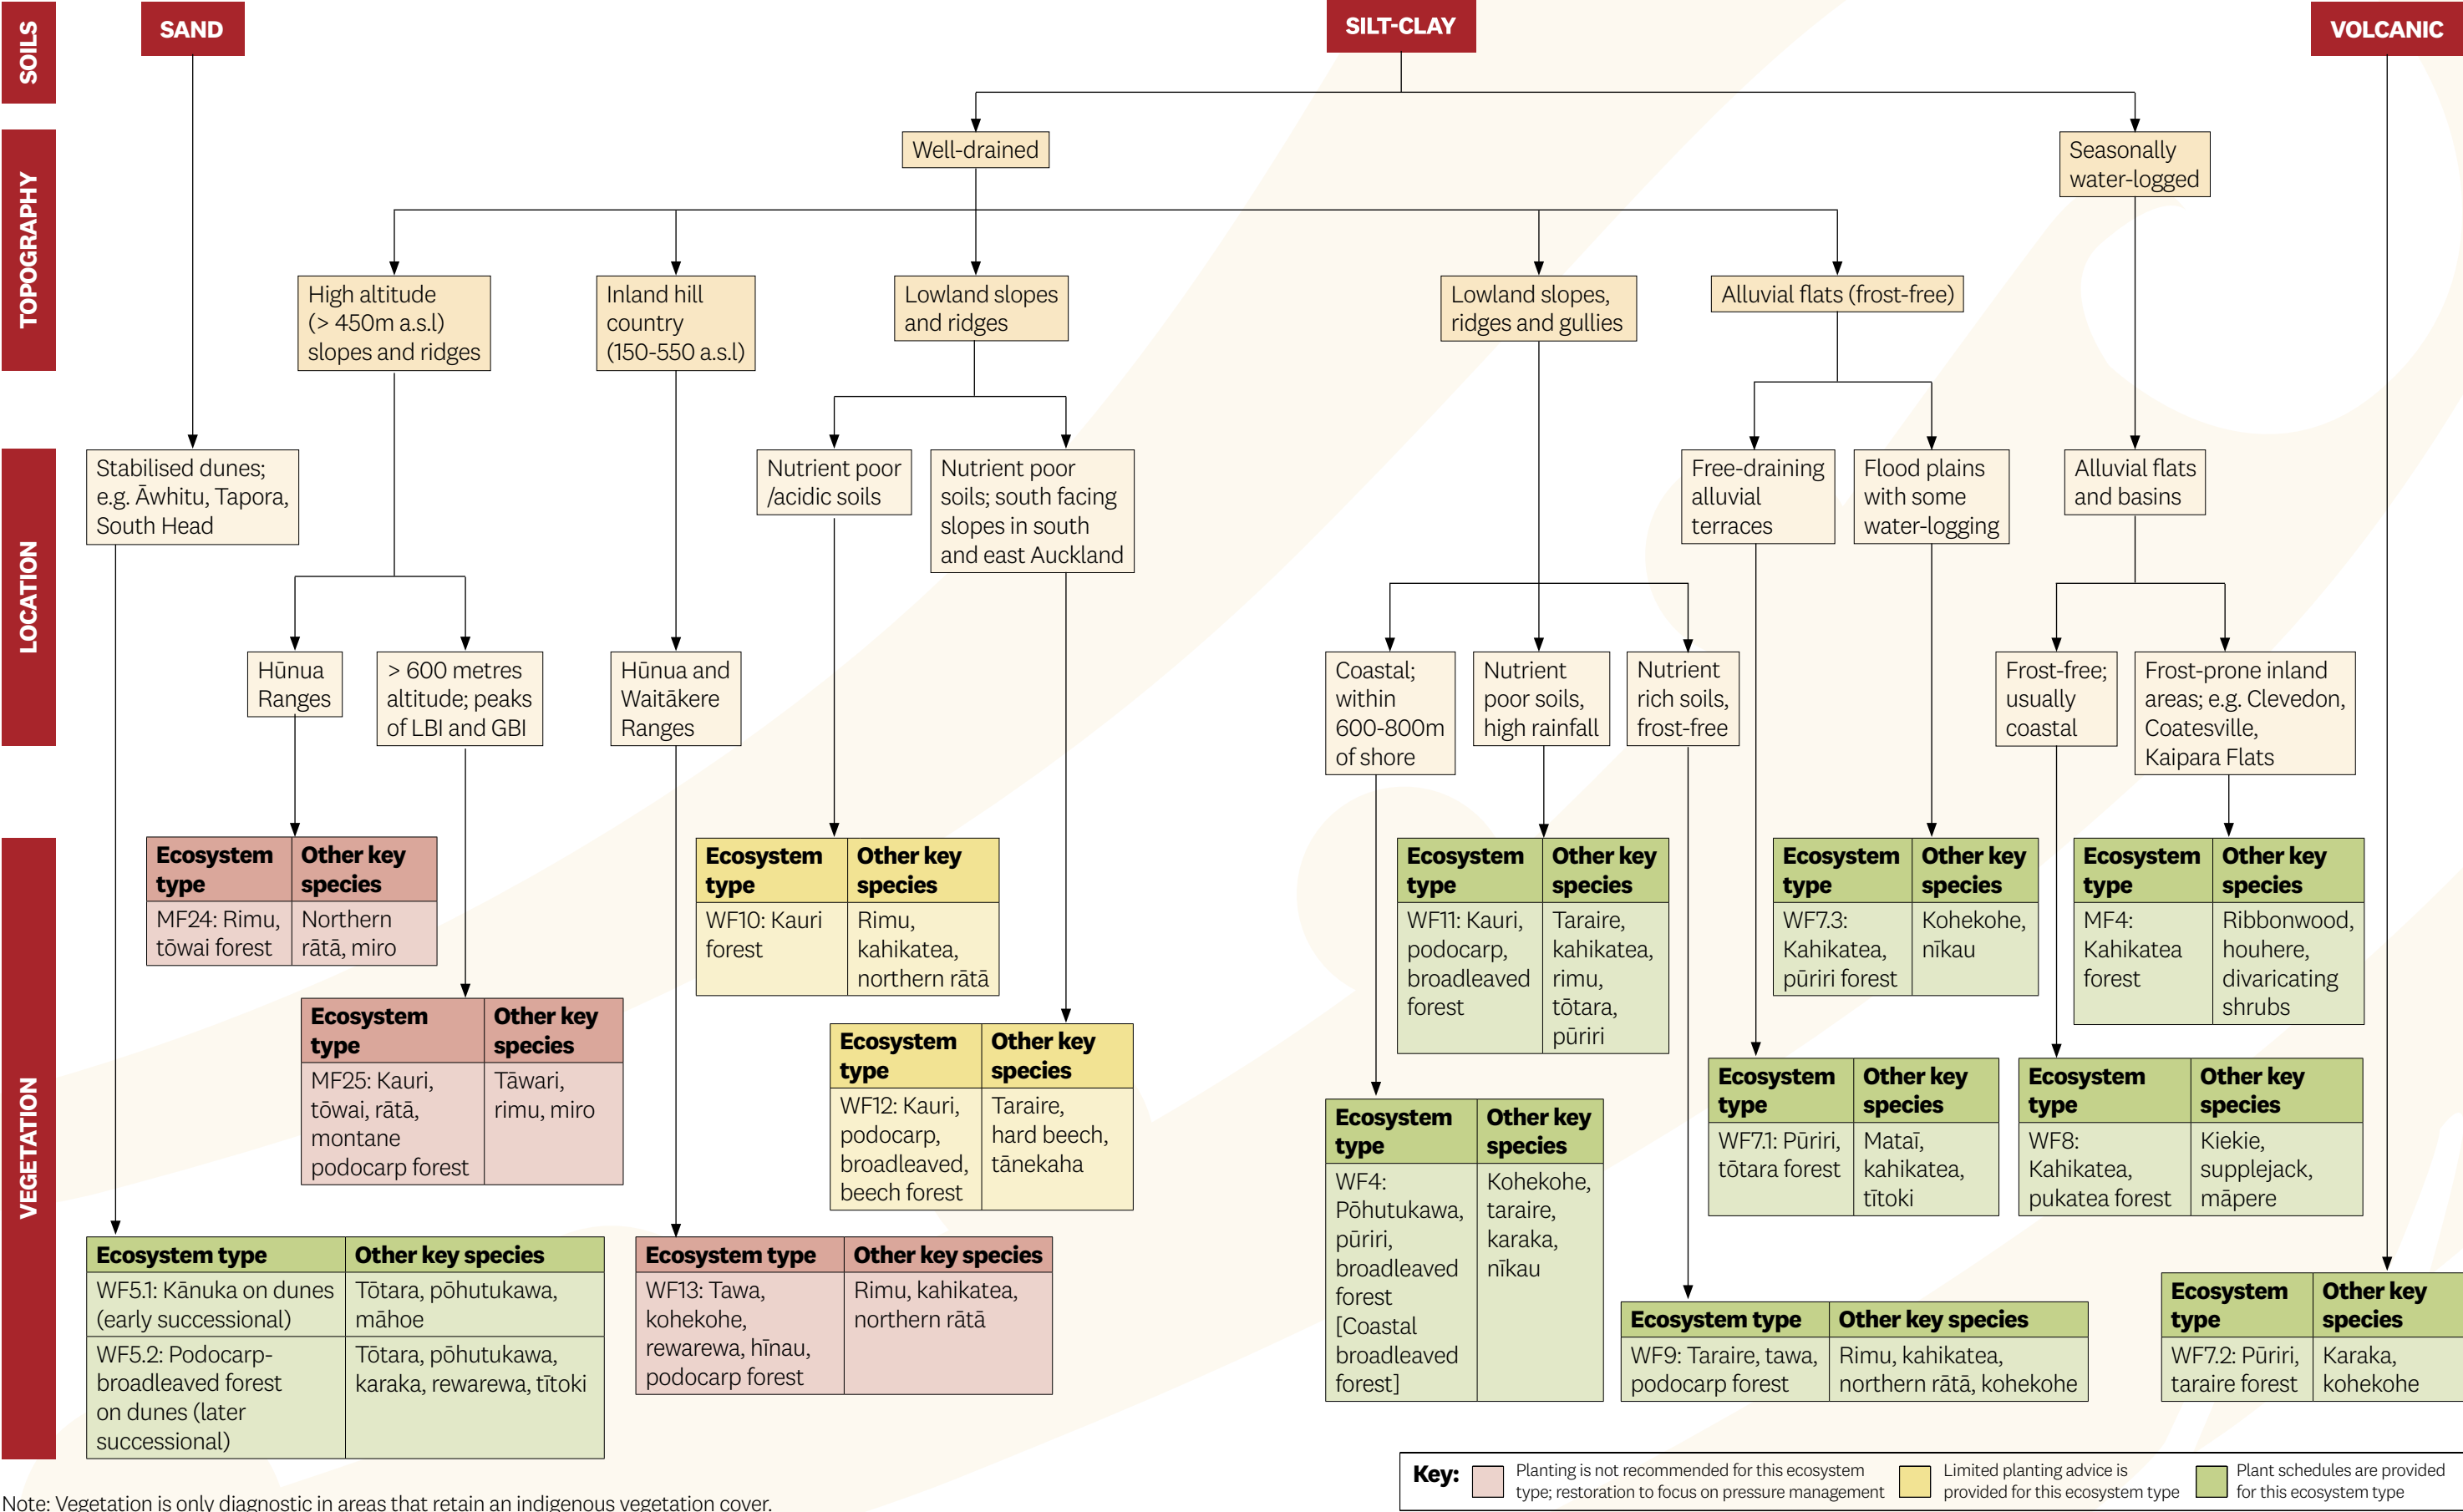 SOILS
SAND
SILT-CLAY
VOLCANIC
TOPOGRAPHY
Well-drained
Seasonally
water-logged
High altitude
(> 450m a.s.l)
slopes and ridges
Inland hill
country
(150-550 a.s.l)
Lowland slopes
and ridges
Lowland slopes,
ridges and gullies
Alluvial flats (frost-free)
LOCATION
Stabilised dunes;
e.g. Āwhitu, Tapora,
South Head
Nutrient poor
/acidic soils
Nutrient poor
soils; south facing
slopes in south
and east Auckland
Free-draining
alluvial
terraces
Flood plains
with some
water-logging
Alluvial flats
and basins
Hūnua
Ranges
> 600 metres
altitude; peaks
of LBI and GBI
Hūnua and
Waitākere
Ranges
Coastal;
within
600-800m
of shore
Nutrient
poor soils,
high rainfall
Nutrient
rich soils,
frost-free
Frost-free;
usually
coastal
Frost-prone inland
areas; e.g. Clevedon,
Coatesville,
Kaipara Flats
VEGETATION
Ecosystem
type
Other key
species
MF24: Rimu,
tōwai forest
Northern
rātā, miro
Ecosystem
type
Other key
species
WF10: Kauri
forest
Rimu,
kahikatea,
northern rātā
Ecosystem
type
Other key
species
WF11: Kauri,
podocarp,
broadleaved
forest
Taraire,
kahikatea,
rimu,
tōtara,
pūriri
Ecosystem
type
Other key
species
WF7.3:
Kahikatea,
pūriri forest
Kohekohe,
nīkau
Ecosystem
type
Other key
species
MF4:
Kahikatea
forest
Ribbonwood,
houhere,
divaricating
shrubs
Ecosystem
type
Other key
species
MF25: Kauri,
tōwai, rātā,
montane
podocarp forest
Tāwari,
rimu, miro
Ecosystem
type
Other key
species
WF12: Kauri,
podocarp,
broadleaved,
beech forest
Taraire,
hard beech,
tānekaha
Ecosystem
type
Other key
species
WF4:
Pōhutukawa,
pūriri,
broadleaved
forest
[Coastal
broadleaved
forest]
Kohekohe,
taraire,
karaka,
nīkau
Ecosystem
type
Other key
species
WF7.1: Pūriri,
tōtara forest
Mataī,
kahikatea,
tītoki
Ecosystem
type
Other key
species
WF8:
Kahikatea,
pukatea forest
Kiekie,
supplejack,
māpere
Ecosystem type
Other key species
WF5.1: Kānuka on dunes
(early successional)
Tōtara, pōhutukawa,
māhoe
WF5.2: Podocarp-
broadleaved forest
on dunes (later
successional)
Tōtara, pōhutukawa,
karaka, rewarewa, tītoki
Ecosystem type
Other key species
WF13: Tawa,
kohekohe,
rewarewa, hīnau,
podocarp forest
Rimu, kahikatea,
northern rātā
Ecosystem type
Other key species
WF9: Taraire, tawa,
podocarp forest
Rimu, kahikatea,
northern rātā, kohekohe
Ecosystem
type
Other key
species
WF7.2: Pūriri,
taraire forest
Karaka,
kohekohe
Key:
Planting is not recommended for this ecosystem
type; restoration to focus on pressure management
Limited planting advice is
provided for this ecosystem type
Plant schedules are provided
for this ecosystem type
Note: Vegetation is only diagnostic in areas that retain an indigenous vegetation cover.